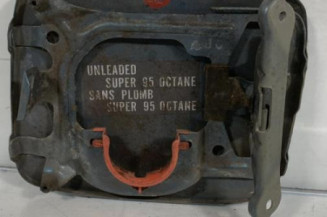 UNLEADED
SUPER 95 OCTANE
SANS PLOMB
SUPER 95 OCTANE